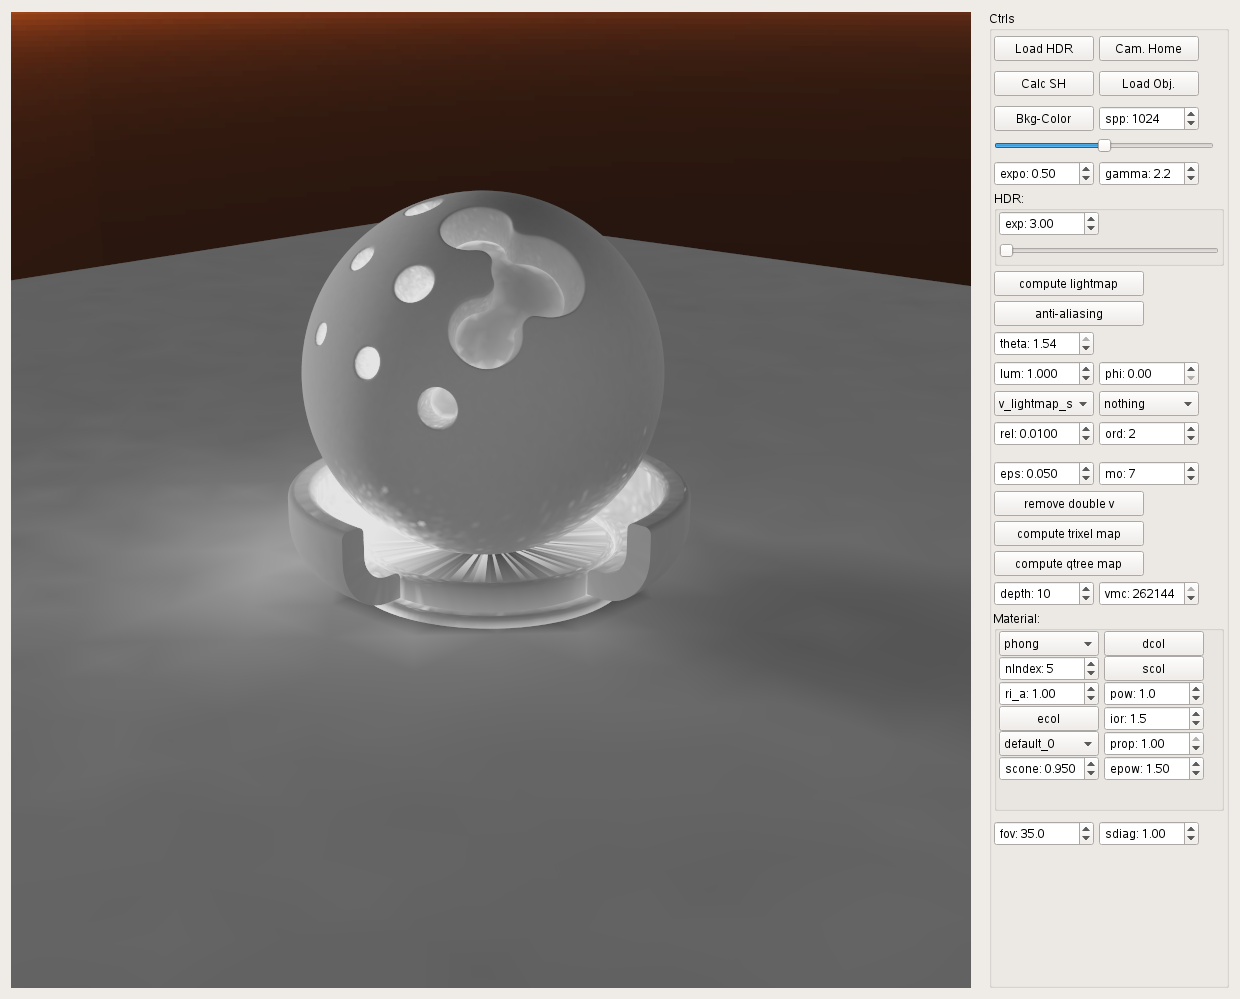 Ctrls
Load HDR Cam. Home
Calc SH Load Obj.
Bkg-Color spp: 1024
expo: 0.50 gamma: 2.2
HDR:
exp: 3.00
compute lightmap
anti-aliasing
theta: 1.54
lum: 1.000 phi: 0.00
v_lightmap_s nothing
rel: 0.0100 ord: 2
eps: 0.050 mo: 7
remove double v
compute trixel map
compute qtree map
depth: 10 vmc: 262144
Material:
phong dcol
nIndex: 5 scol
ri_a: 1.00 pow: 1.0
ecol ior: 1.5
default_0 prop: 1.00
scone: 0.950 epow: 1.50
fov: 35.0 sdiag: 1.00